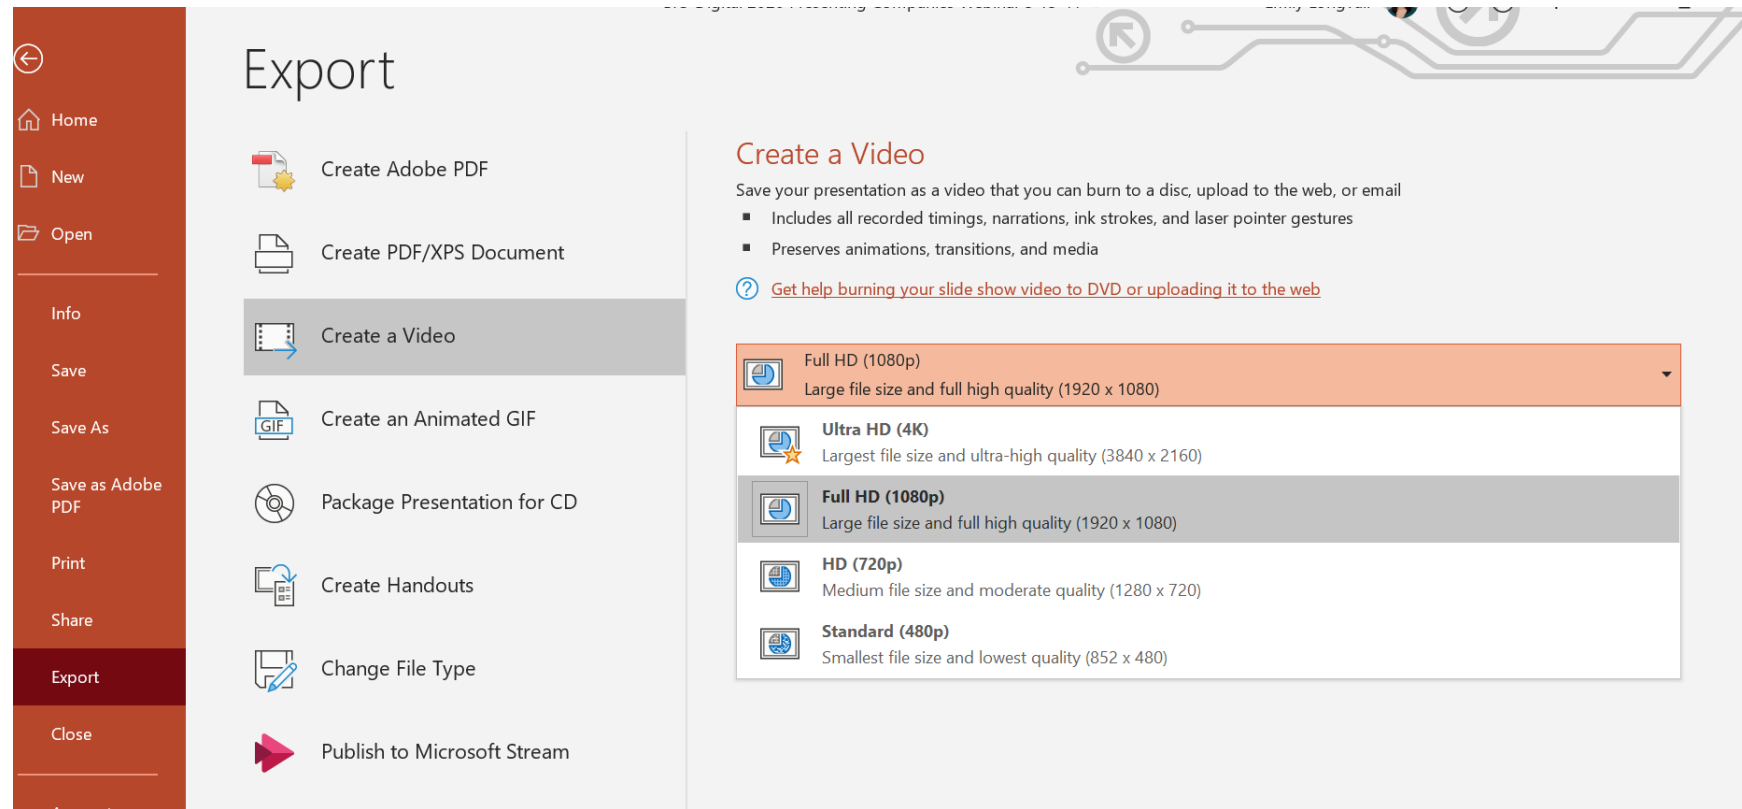 Export
Home
New
Open
Info
Save
Save As
Save as Adobe
PDF
Print
Share
Export
Close
Create Adobe PDF
Create PDF/XPS Document
Create a Video
Create an Animated GIF
GIF
Package Presentation for CD
Create Handouts
Change File Type
Publish to Microsoft Stream
Create a Video
Save your presentation as a video that you can burn to a disc, upload to the web, or email
Includes all recorded timings, narrations, ink strokes, and laser pointer gestures
Preserves animations, transitions, and media
Get help burning your slide show video to DVD or uploading it to the web
Full HD (1080p)
Large file size and full high quality (1920 x 1080)
Ultra HD (4K)
Largest file size and ultra-high quality (3840 x 2160)
Full HD (1080p)
Large file size and full high quality (1920 x 1080)
HD (720p)
Medium file size and moderate quality (1280 x 720)
Standard (480p)
Smallest file size and lowest quality (852 x 480)